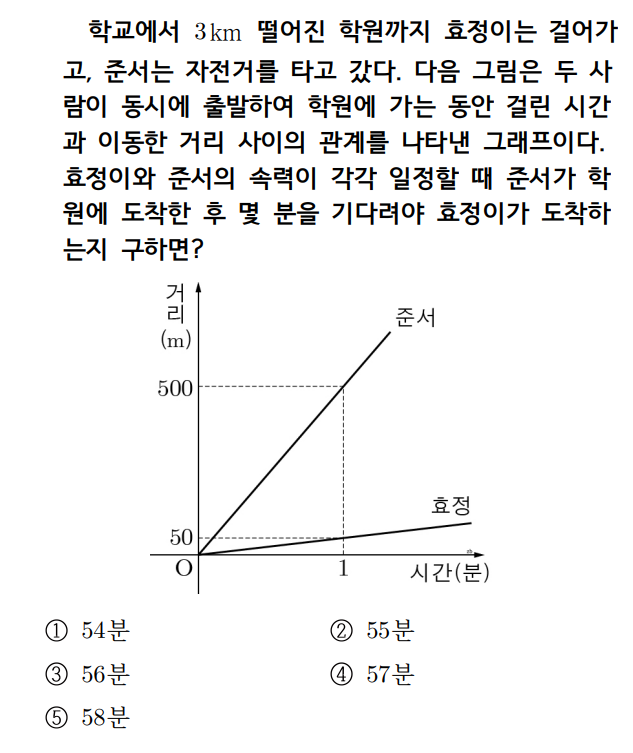 학교에서 3km 떨어진 학원까지 효정이는 걸어가
고, 준서는 자전거를 타고 갔다. 다음 그림은 두 사
람이 동시에 출발하여 학원에 가는 동안 걸린 시간
과 이동한 거리 사이의 관계를 나타낸 그래프이다.
효정이와 준서의 속력이 각각 일정할 때 준서가 학
원에 도착한 후 몇 분을 기다려야 효정이가 도착하
는지 구하면?
거리
(m)
준서
500
효정
50
O
1
시간(분)
① 54분
② 55분
③ 56분
④ 57분
⑤ 58분